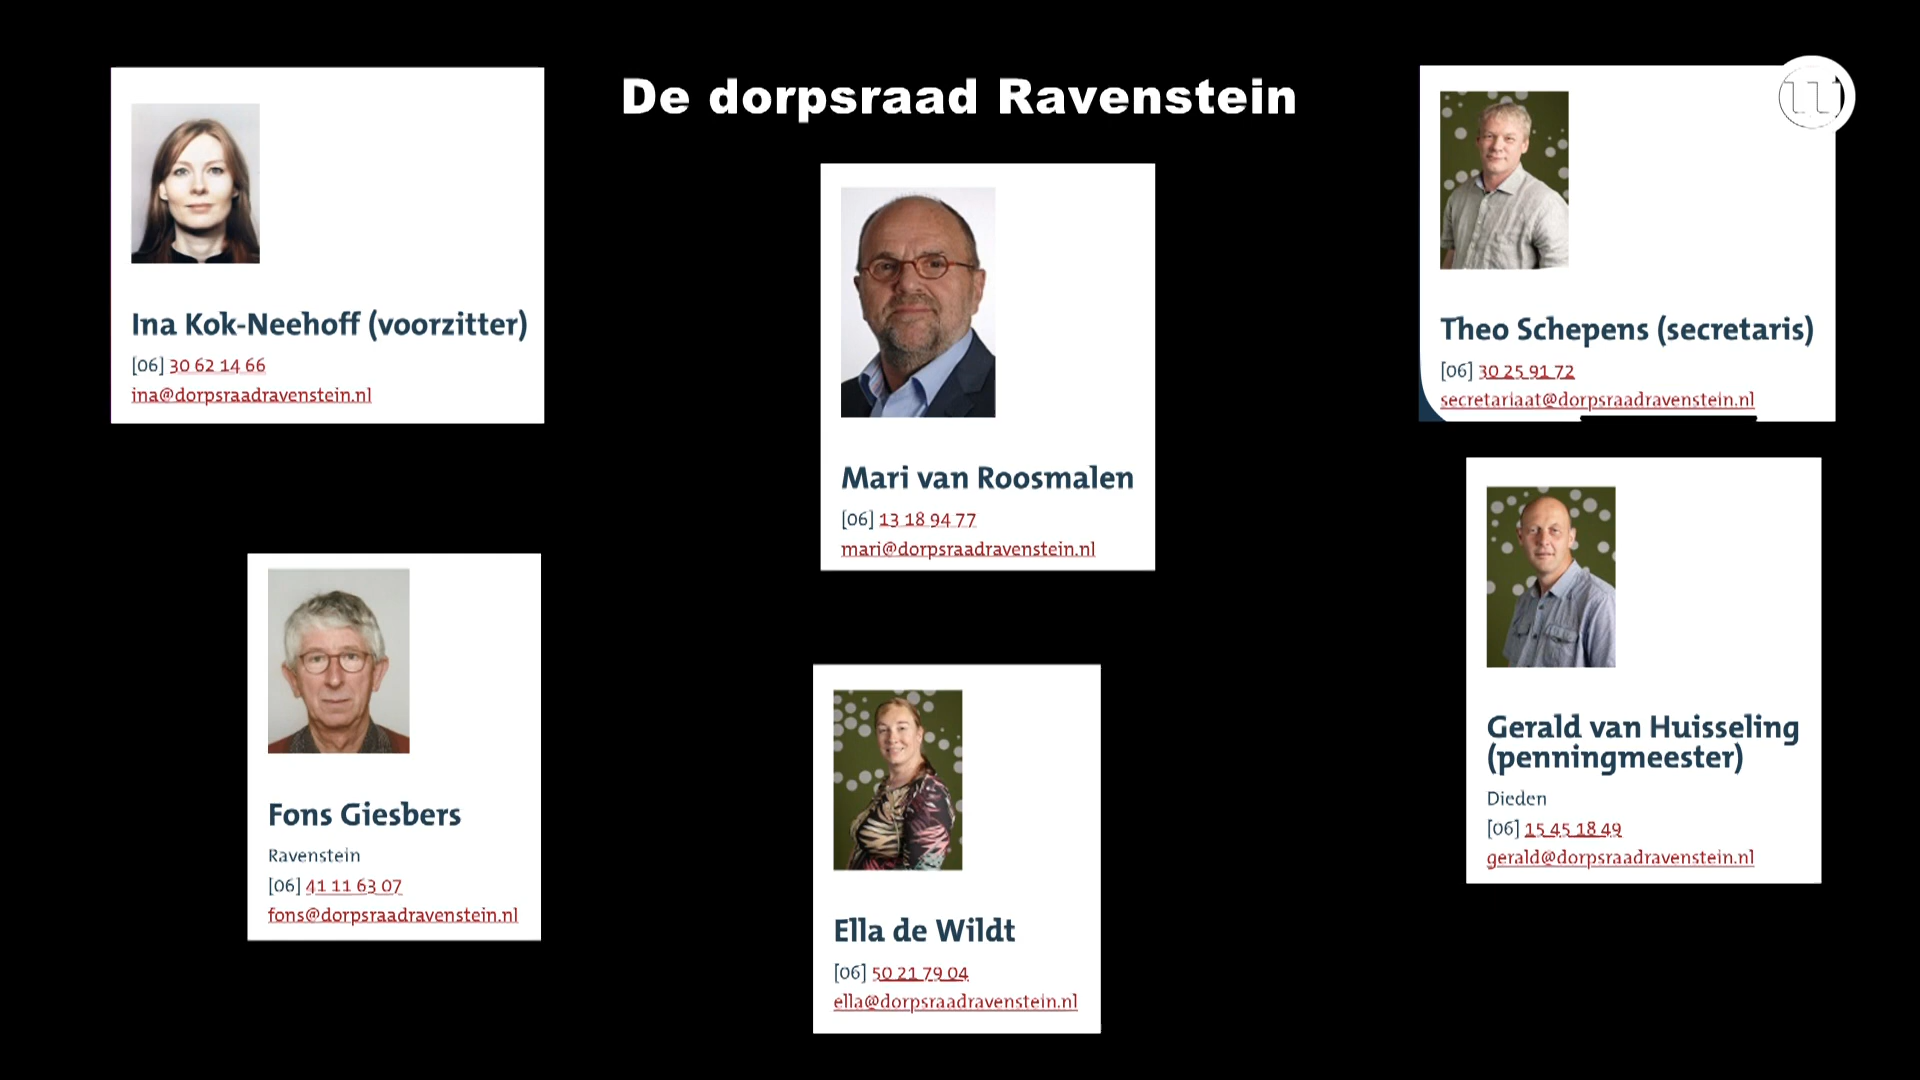 De dorpsraad Ravenstein
Ina Kok-Neehoff (voorzitter)
[06] 30 62 14 66
ina@dorpsraadravenstein.nl
Mari van Roosmalen
[06] 13 18 94 77
mari@dorpsraadravenstein.nl
Theo Schepens (secretaris)
[06] 30 25 91 72
secretariaat@dorpsraadravenstein.nl
Fons Giesbers
Ravenstein
[06] 41 11 63 07
fons@dorpsraadravenstein.nl
Ella de Wildt
[06] 50 21 79 04
ella@dorpsraadravenstein.nl
Gerald van Huisseling
(penningmeester)
Dieden
[06] 15 45 18 49
gerald@dorpsraadravenstein.nl